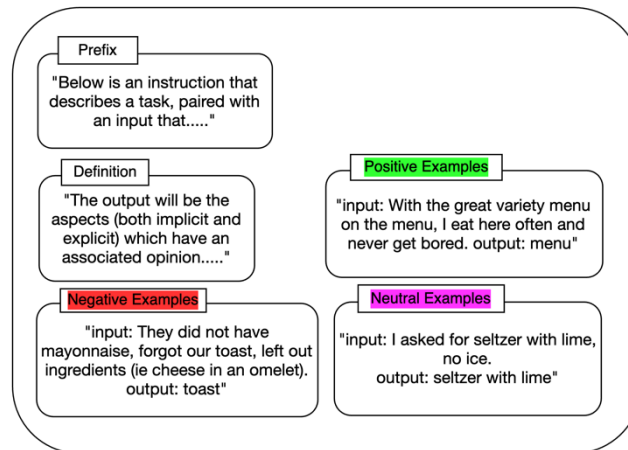 Prefix
"Below is an instruction that
describes a task, paired with
an input that....."
Definition
"The output will be the
aspects (both implicit and
explicit) which have an
associated opinion....."
Positive Examples
"input: With the great variety menu
on the menu, I eat here often and
never get bored. output: menu"
Negative Examples
"input: They did not have
mayonnaise, forgot our toast, left out
ingredients (ie cheese in an omelet).
output: toast"
Neutral Examples
"input: I asked for seltzer with lime,
no ice.
output: seltzer with lime"